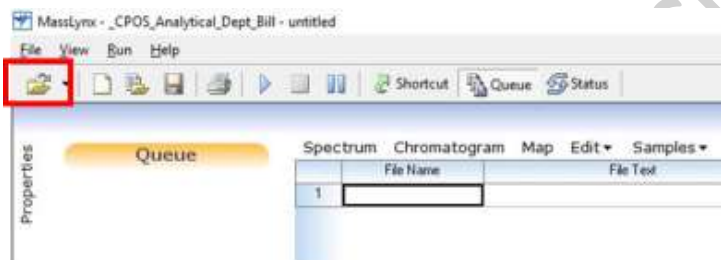 MassLynx - _CPOS_Analytical_Dept_Bill - untitled
File View Run Help
Shortcut Queue Status
Queue
Spectrum Chromatogram Map Edit Samples
File Name File Text
1
Properties